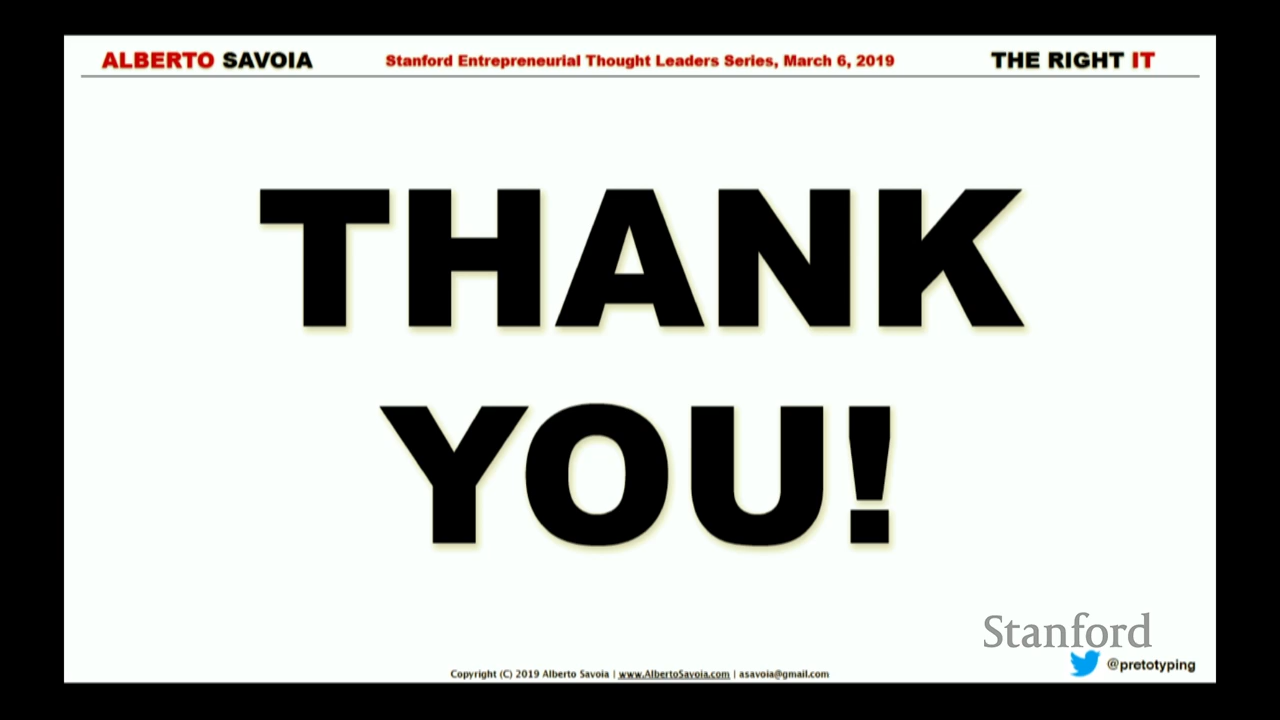 ALBERTO SAVOIA
Stanford Entrepreneurial Thought Leaders Series, March 6, 2019
THE RIGHT IT
THANK
YOU!
Stanford
@pretotyping
Copyright (C) 2019 Alberto Savoia | www.AlbertoSavoia.com | asavoia@gmail.com